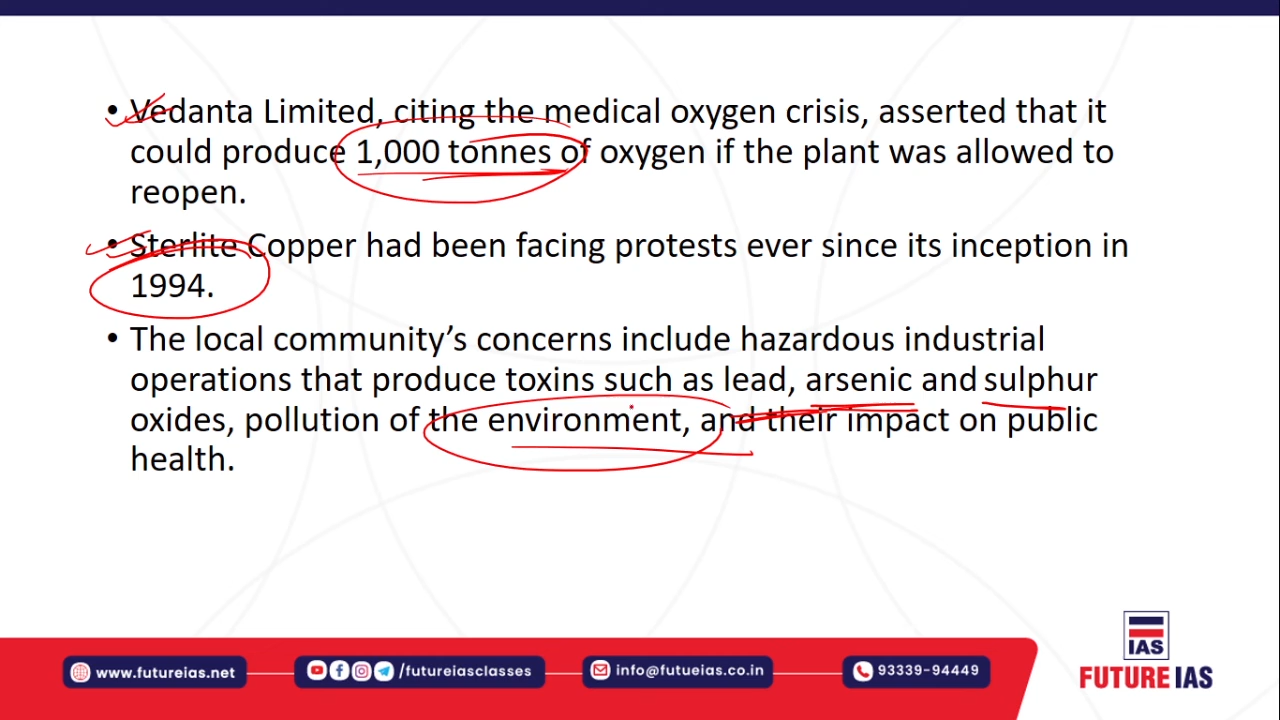 • Vedanta Limited, citing the medical oxygen crisis, asserted that it
could produce 1,000 tonnes of oxygen if the plant was allowed to
reopen.
• Sterlite Copper had been facing protests ever since its inception in
1994.
• The local community’s concerns include hazardous industrial
operations that produce toxins such as lead, arsenic and sulphur
oxides, pollution of the environment, and their impact on public
health.
IAS
www.futureias.net
/futureiasclasses
info@futueias.co.in
93339-94449
FUTURE IAS